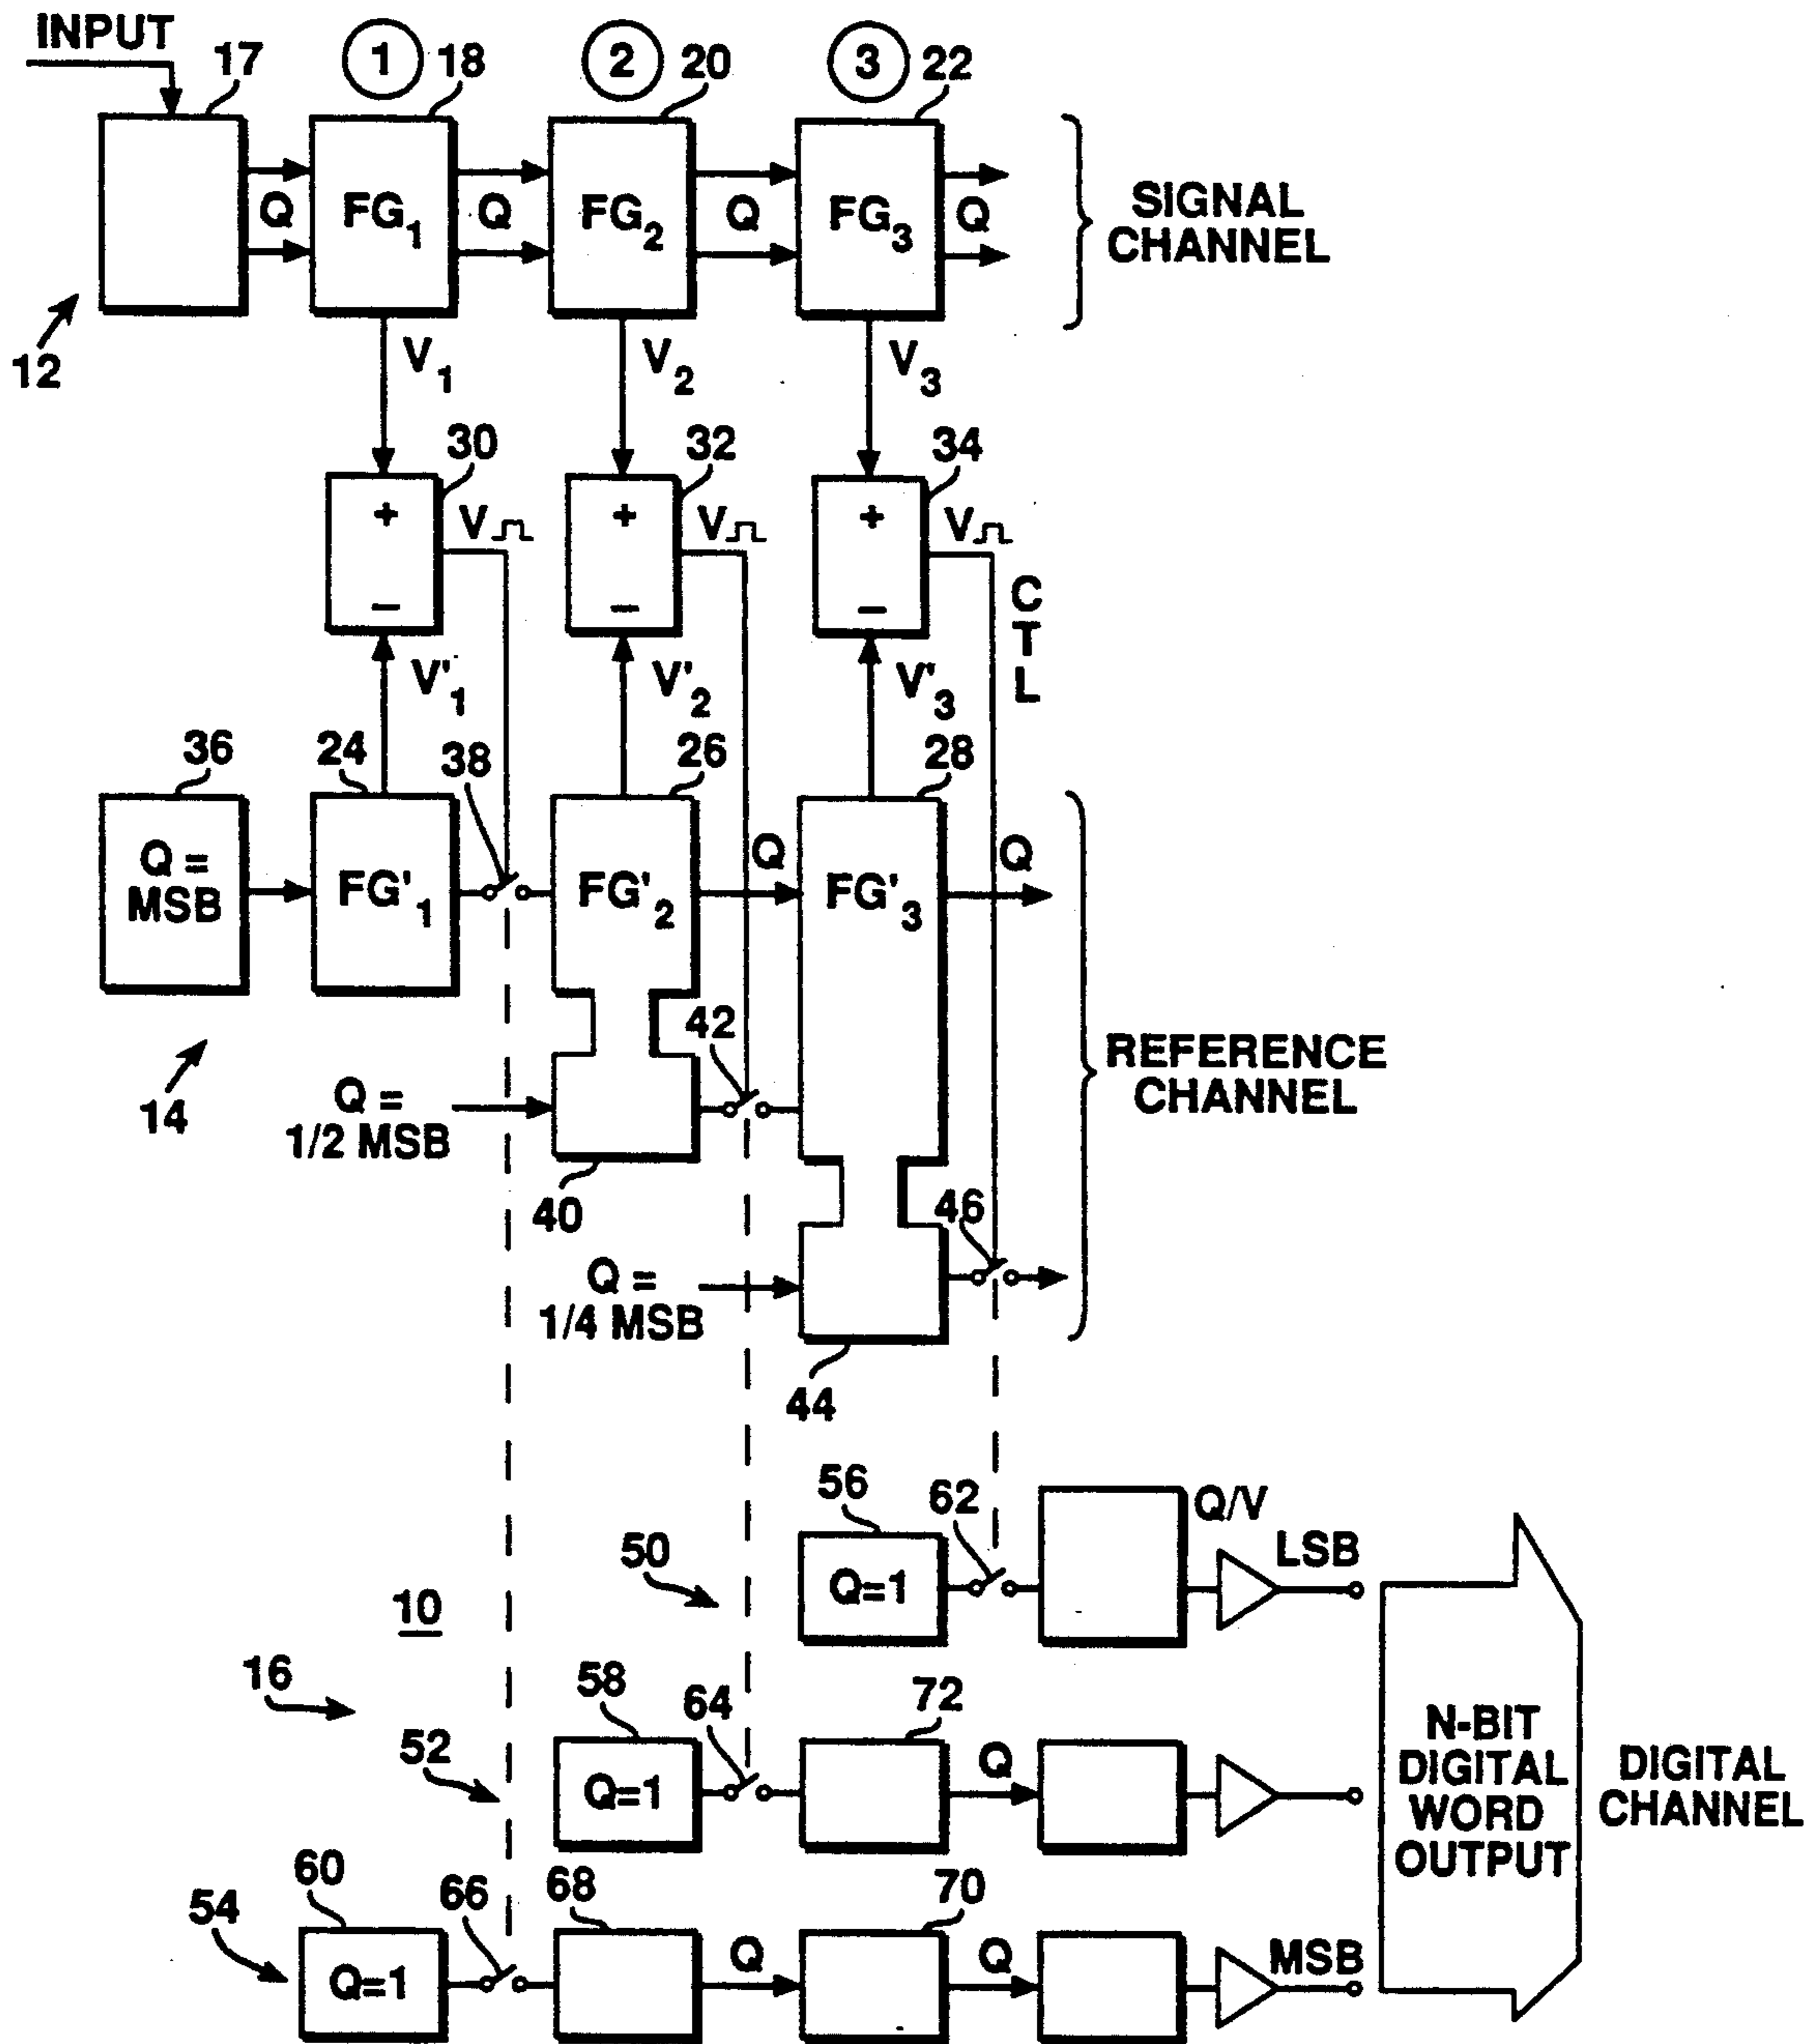 INPUT
17
1
18
2
20
3
22
Q
FG1
Q
FG2
Q
FG3
Q
SIGNAL
CHANNEL
12
V1
V2
V3
30
32
34
+
V
+
V
+
V
−
−
−
C
T
L
V'1
V'2
V'3
36
24
38
26
28
Q =
MSB
FG'1
FG'2
Q
FG'3
Q
14
42
REFERENCE
CHANNEL
Q =
1/2 MSB
40
46
Q =
1/4 MSB
44
56
62
Q/V
LSB
50
Q=1
10
16
58
64
72
52
Q=1
Q
N-BIT
DIGITAL
WORD
OUTPUT
DIGITAL
CHANNEL
60
66
68
70
54
Q=1
Q
Q
MSB